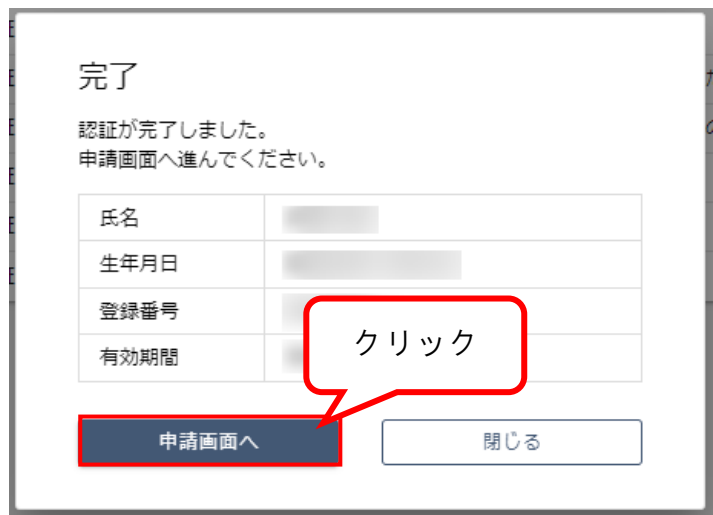 完了
認証が完了しました。
申請画面へ進んでください。
氏名
生年月日
登録番号
有効期間
クリック
申請画面へ
閉じる